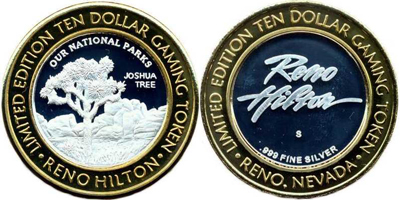 LIMITED EDITION TEN DOLLAR GAMING TOKEN
OUR NATIONAL PARKS
JOSHUA
TREE
• RENO HILTON •
LIMITED EDITION TEN DOLLAR GAMING TOKEN
Reno
Hilton
S
.999 FINE SILVER
• RENO, NEVADA •